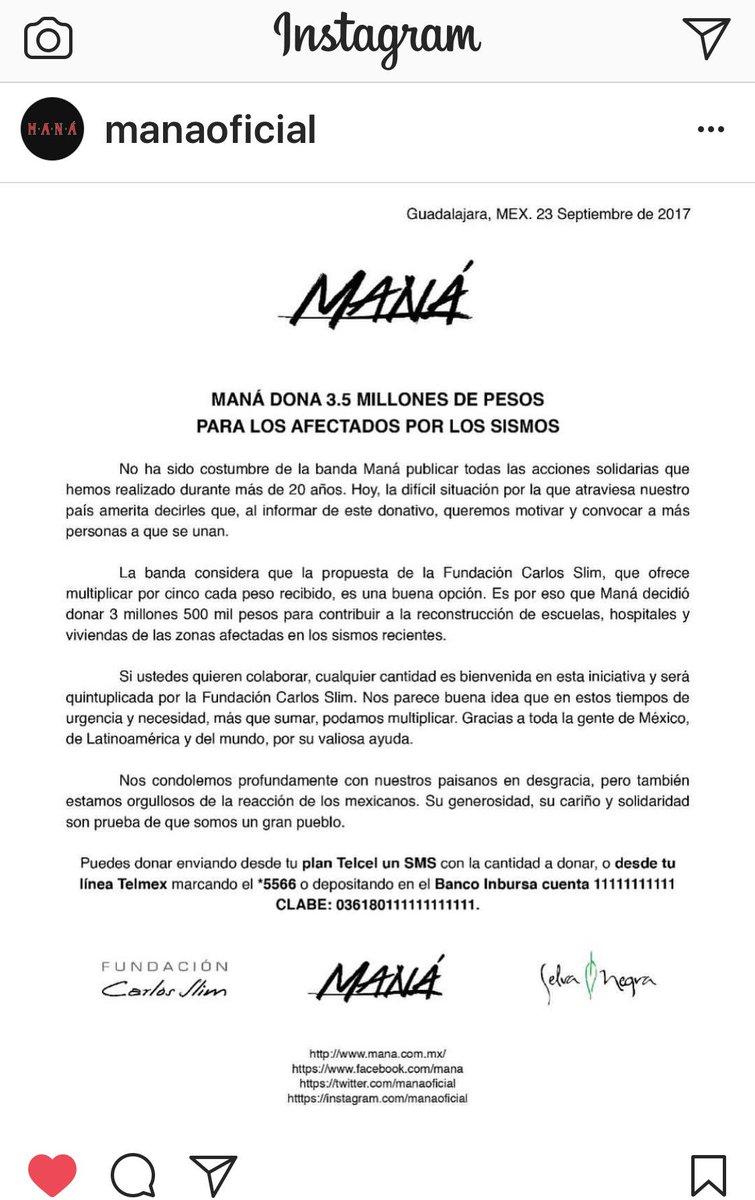 Instagram
M·A·N·Á
manaoficial
Guadalajara, MEX. 23 Septiembre de 2017
MANÁ
MANÁ DONA 3.5 MILLONES DE PESOS
PARA LOS AFECTADOS POR LOS SISMOS
No ha sido costumbre de la banda Maná publicar todas las acciones solidarias que
hemos realizado durante más de 20 años. Hoy, la difícil situación por la que atraviesa nuestro
país amerita decirles que, al informar de este donativo, queremos motivar y convocar a más
personas a que se unan.
La banda considera que la propuesta de la Fundación Carlos Slim, que ofrece
multiplicar por cinco cada peso recibido, es una buena opción. Es por eso que Maná decidió
donar 3 millones 500 mil pesos para contribuir a la reconstrucción de escuelas, hospitales y
viviendas de las zonas afectadas en los sismos recientes.
Si ustedes quieren colaborar, cualquier cantidad es bienvenida en esta iniciativa y será
quintuplicada por la Fundación Carlos Slim. Nos parece buena idea que en estos tiempos de
urgencia y necesidad, más que sumar, podamos multiplicar. Gracias a toda la gente de México,
de Latinoamérica y del mundo, por su valiosa ayuda.
Nos condolemos profundamente con nuestros paisanos en desgracia, pero también
estamos orgullosos de la reacción de los mexicanos. Su generosidad, su cariño y solidaridad
son prueba de que somos un gran pueblo.
Puedes donar enviando desde tu plan Telcel un SMS con la cantidad a donar, o desde tu
línea Telmex marcando el *5566 o depositando en el Banco Inbursa cuenta 11111111111
CLABE: 036180111111111111.
FUNDACIÓN
Carlos Slim
MANÁ
Selva Negra
http://www.mana.com.mx/
https://www.facebook.com/mana
https://twitter.com/manaoficial
htttps://instagram.com/manaoficial